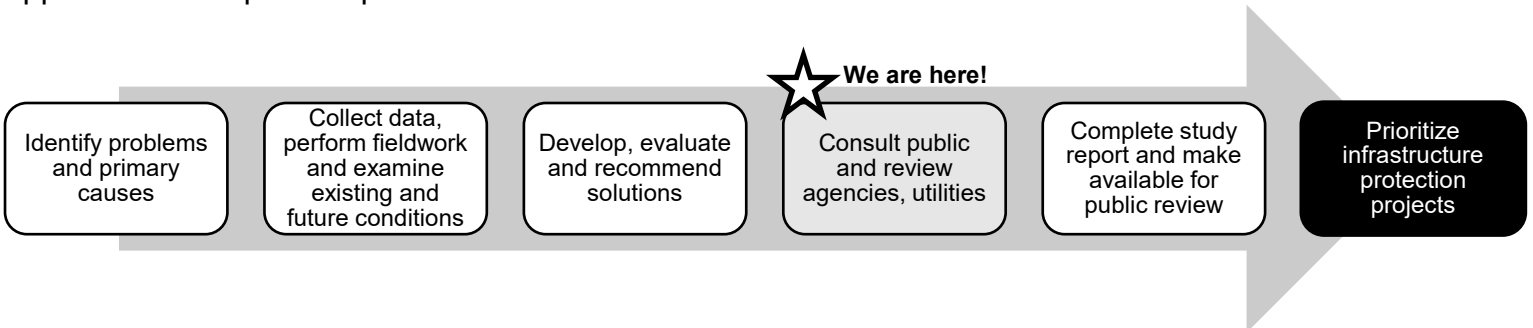 We are here!
Identify problems
and primary
causes
Collect data,
perform fieldwork
and examine
existing and
future conditions
Develop, evaluate
and recommend
solutions
Consult public
and review
agencies, utilities
Complete study
report and make
available for
public review
Prioritize
infrastructure
protection
projects